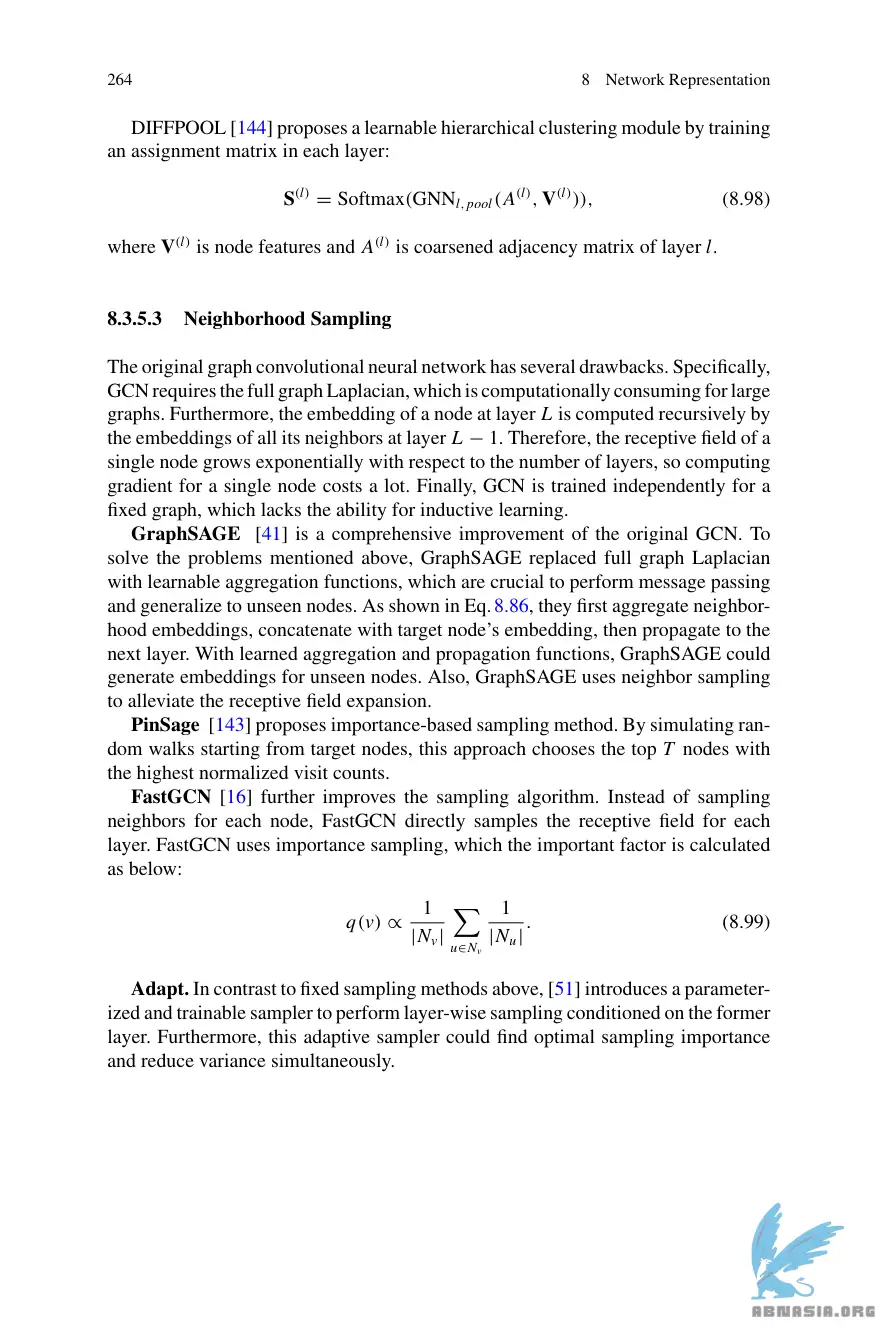 264
8 Network Representation
DIFFPOOL [144] proposes a learnable hierarchical clustering module by training
an assignment matrix in each layer:
S^(l) = Softmax(GNN_l,pool(A^(l), V^(l))), (8.98)
where V^(l) is node features and A^(l) is coarsened adjacency matrix of layer l.
8.3.5.3 Neighborhood Sampling
The original graph convolutional neural network has several drawbacks. Specifically,
GCN requires the full graph Laplacian, which is computationally consuming for large
graphs. Furthermore, the embedding of a node at layer L is computed recursively by
the embeddings of all its neighbors at layer L − 1. Therefore, the receptive field of a
single node grows exponentially with respect to the number of layers, so computing
gradient for a single node costs a lot. Finally, GCN is trained independently for a
fixed graph, which lacks the ability for inductive learning.
GraphSAGE [41] is a comprehensive improvement of the original GCN. To
solve the problems mentioned above, GraphSAGE replaced full graph Laplacian
with learnable aggregation functions, which are crucial to perform message passing
and generalize to unseen nodes. As shown in Eq. 8.86, they first aggregate neighbor-
hood embeddings, concatenate with target node's embedding, then propagate to the
next layer. With learned aggregation and propagation functions, GraphSAGE could
generate embeddings for unseen nodes. Also, GraphSAGE uses neighbor sampling
to alleviate the receptive field expansion.
PinSage [143] proposes importance-based sampling method. By simulating ran-
dom walks starting from target nodes, this approach chooses the top T nodes with
the highest normalized visit counts.
FastGCN [16] further improves the sampling algorithm. Instead of sampling
neighbors for each node, FastGCN directly samples the receptive field for each
layer. FastGCN uses importance sampling, which the important factor is calculated
as below:
q(v) ∝ 1/|N_v| ∑_{u∈N_v} 1/|N_u|. (8.99)
Adapt. In contrast to fixed sampling methods above, [51] introduces a parameter-
ized and trainable sampler to perform layer-wise sampling conditioned on the former
layer. Furthermore, this adaptive sampler could find optimal sampling importance
and reduce variance simultaneously.
ABNASIA.ORG